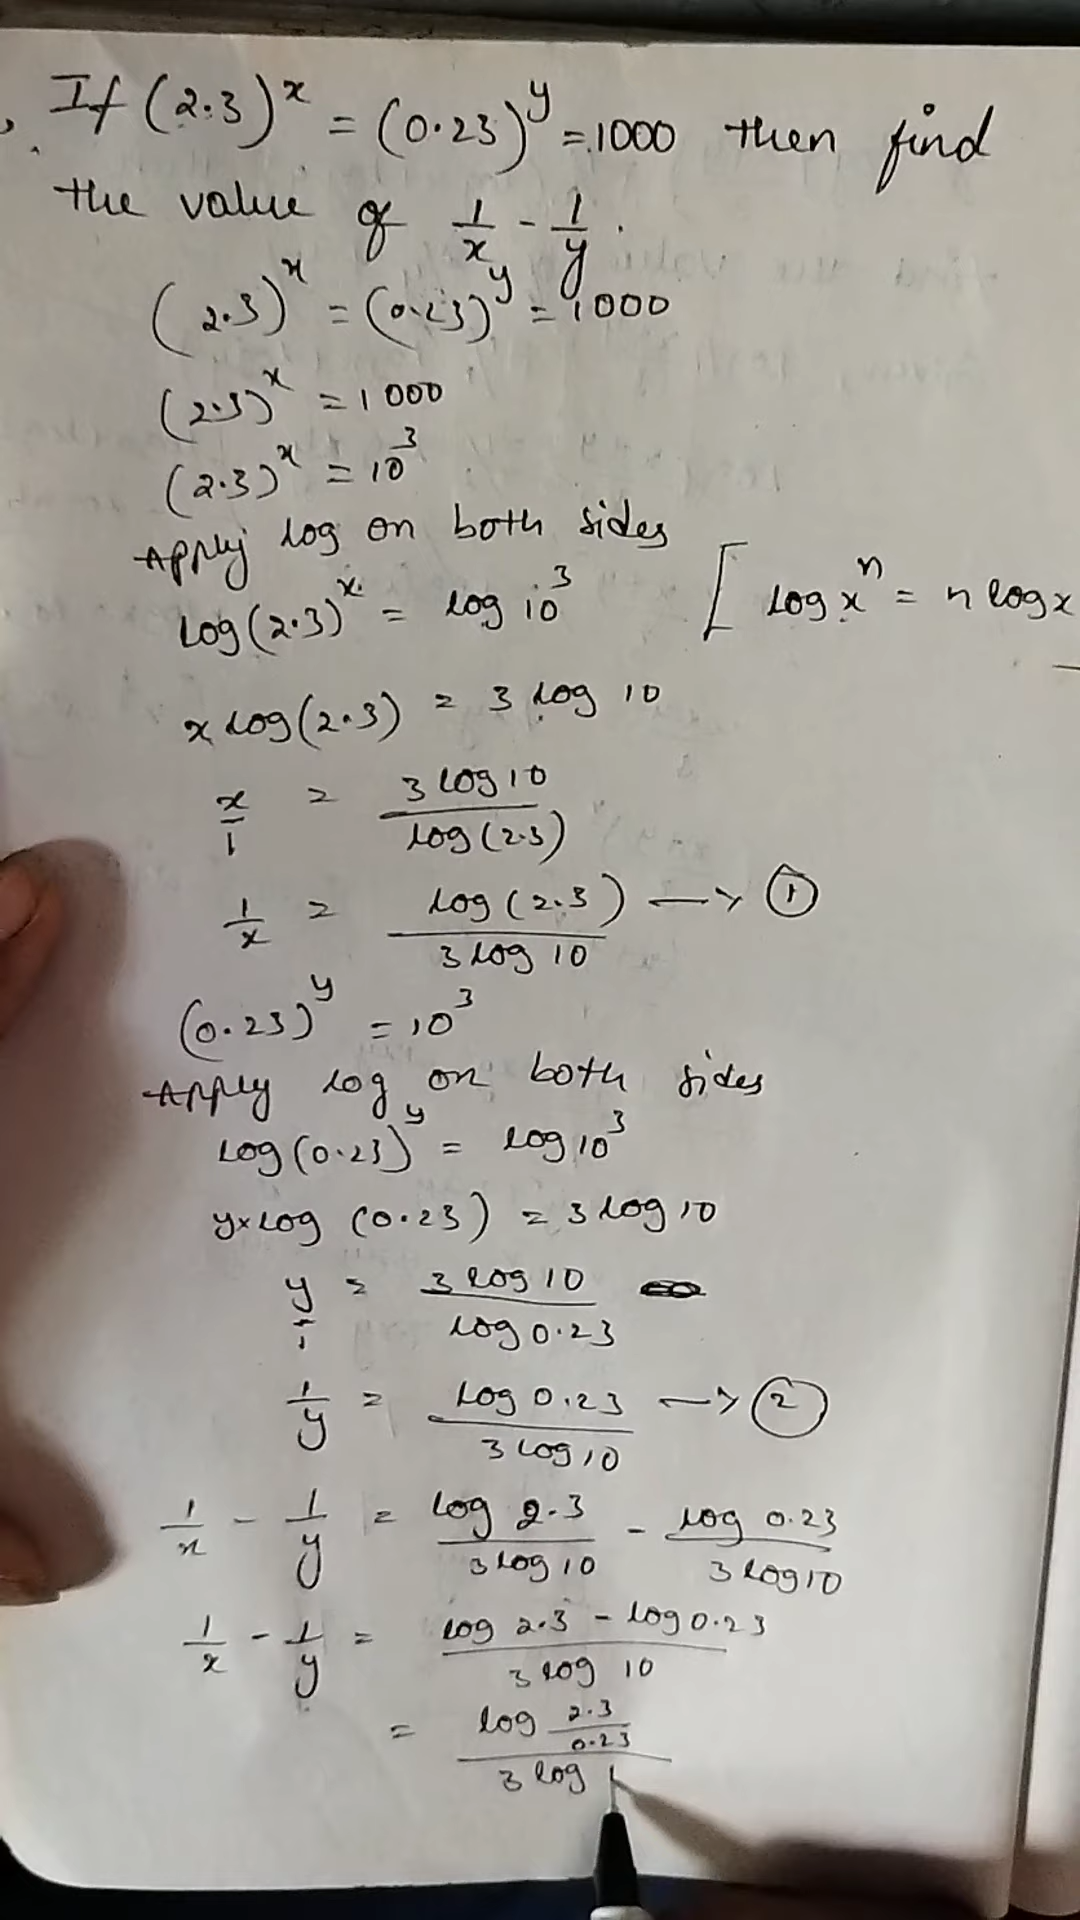 If (2.3)^x = (0.23)^y = 1000 then find
the value of 1/x - 1/y.
(2.3)^x = (0.23)^y = 1000
(2.3)^x = 1000
(2.3)^x = 10^3
Apply log on both sides
log(2.3)^x = log 10^3 [ log x^n = n log x
x log(2.3) = 3 log 10
x/1 = 3 log 10 / log(2.3)
1/x = log(2.3) / 3 log 10 → ①
(0.23)^y = 10^3
Apply log on both sides
log(0.23)^y = log 10^3
y×log (0.23) = 3 log 10
y/1 = 3 log 10 / log 0.23
1/y = log 0.23 / 3 log 10 → ②
1/x - 1/y = log 2.3 / 3 log 10 - log 0.23 / 3 log 10
1/x - 1/y = log 2.3 - log 0.23 / 3 log 10
= log 2.3/0.23 / 3 log 1